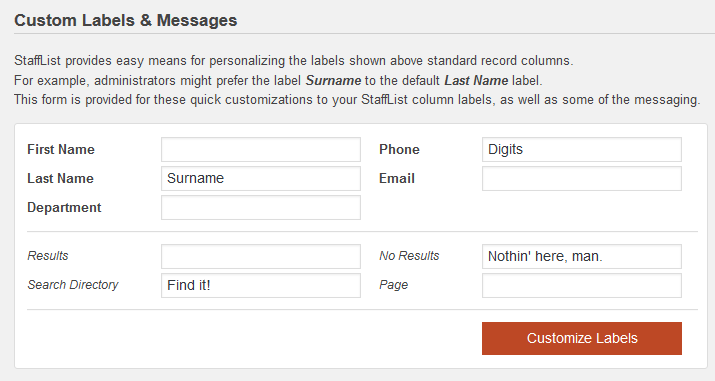 Custom Labels & Messages
StaffList provides easy means for personalizing the labels shown above standard record columns.
For example, administrators might prefer the label Surname to the default Last Name label.
This form is provided for these quick customizations to your StaffList column labels, as well as some of the messaging.
First Name
Phone Digits
Last Name Surname
Email
Department
Results
No Results Nothin' here, man.
Search Directory Find it!
Page
Customize Labels